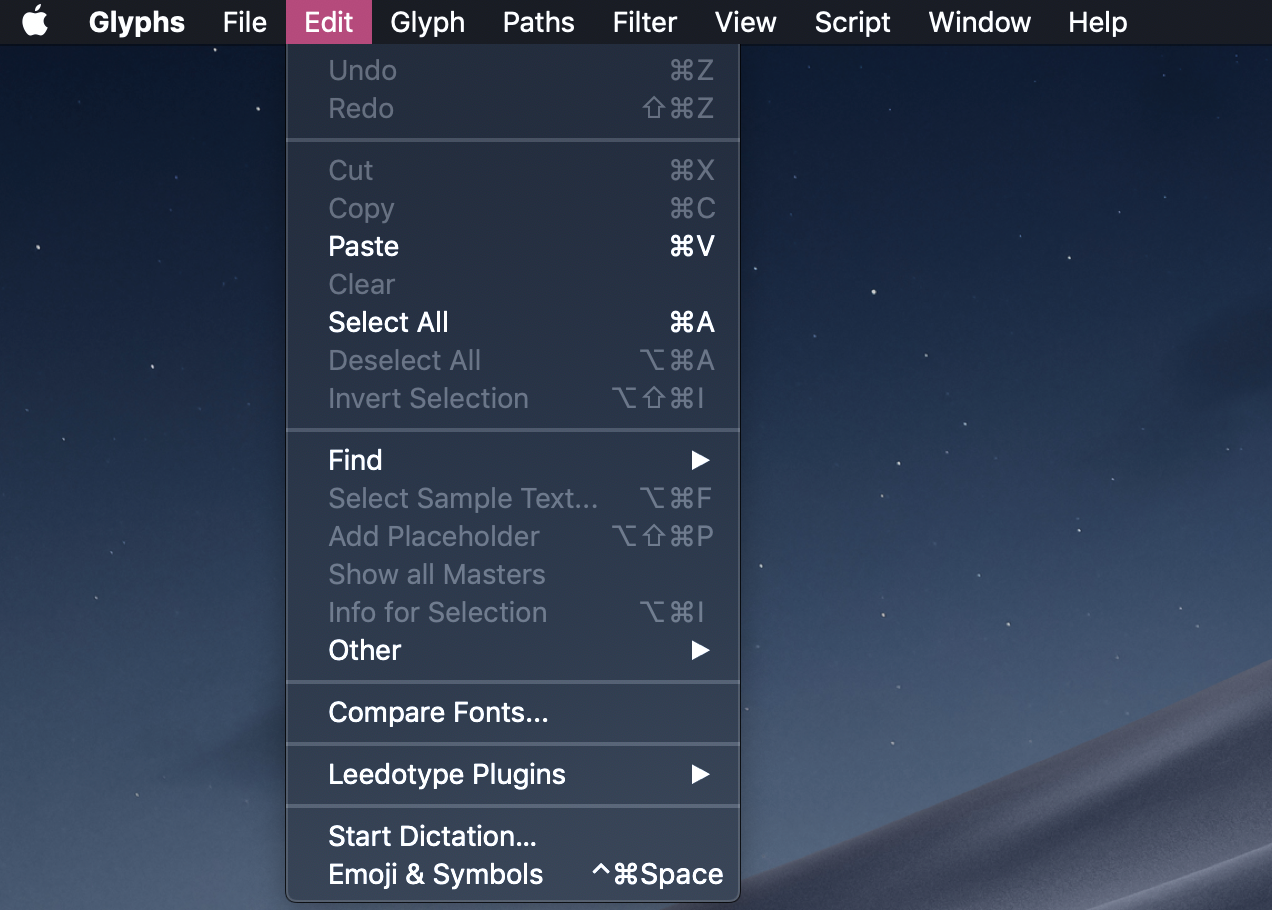 Glyphs File Edit Glyph Paths Filter View Script Window Help
Undo ⌘Z
Redo ⇧⌘Z
Cut ⌘X
Copy ⌘C
Paste ⌘V
Clear
Select All ⌘A
Deselect All ⌥⌘A
Invert Selection ⌥⇧⌘I
Find ▶
Select Sample Text... ⌥⌘F
Add Placeholder ⌥⇧⌘P
Show all Masters
Info for Selection ⌥⌘I
Other ▶
Compare Fonts...
Leedotype Plugins ▶
Start Dictation...
Emoji & Symbols ^⌘Space